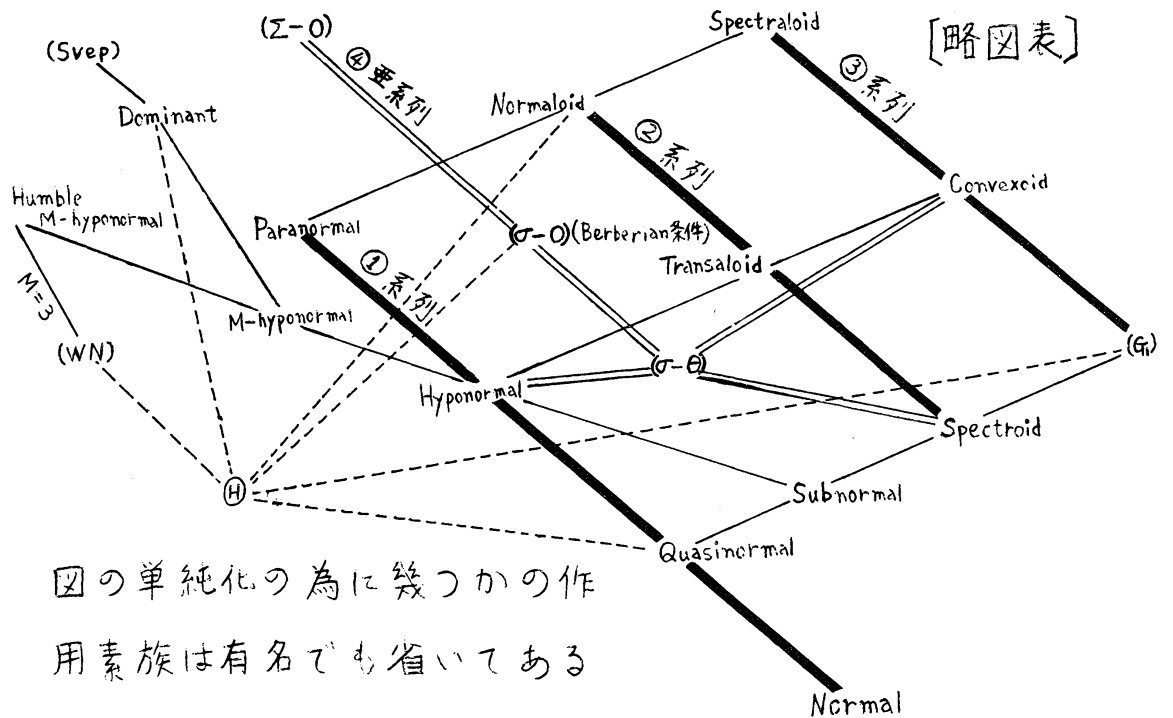 [略図表]
(Σ-0)
Spectraloid
(Svep)
④亜系列
③系列
Dominant
Normaloid
②系列
Humble
M-hyponormal
Paranormal
(σ-0)(Berberian条件)
Convexoid
Transaloid
①系列
M=3
M-hyponormal
(WN)
(σ-θ)
(G₁)
Hyponormal
Spectroid
Ⓗ
Subnormal
Quasinormal
図の単純化の為に幾つかの作
用素族は有名でも省いてある
Normal